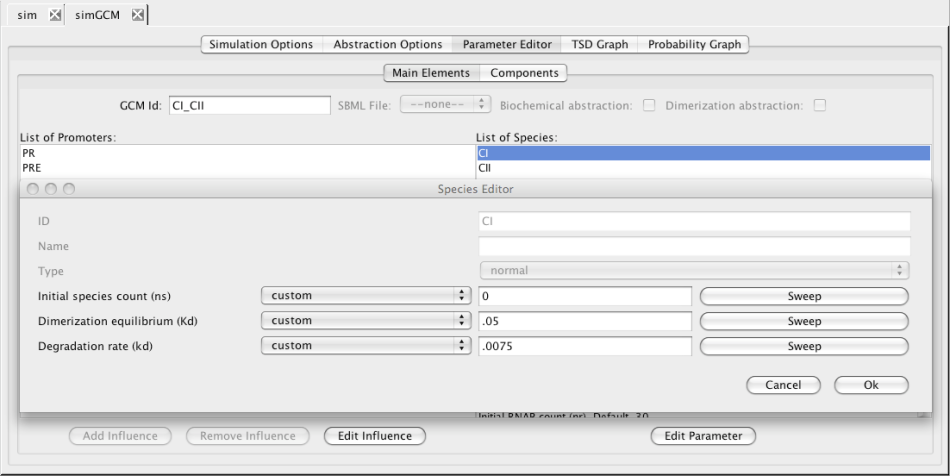 sim simGCM
Simulation Options Abstraction Options Parameter Editor TSD Graph Probability Graph
Main Elements Components
GCM Id: CI_CII SBML File: --none-- Biochemical abstraction: Dimerization abstraction:
List of Promoters: List of Species:
PR CI
PRE CII
Species Editor
ID CI
Name
Type normal
Initial species count (ns) custom 0 Sweep
Dimerization equilibrium (Kd) custom .05 Sweep
Degradation rate (kd) custom .0075 Sweep
Cancel Ok
Initial RNAP count (nr), Default, 30
Add Influence Remove Influence Edit Influence Edit Parameter